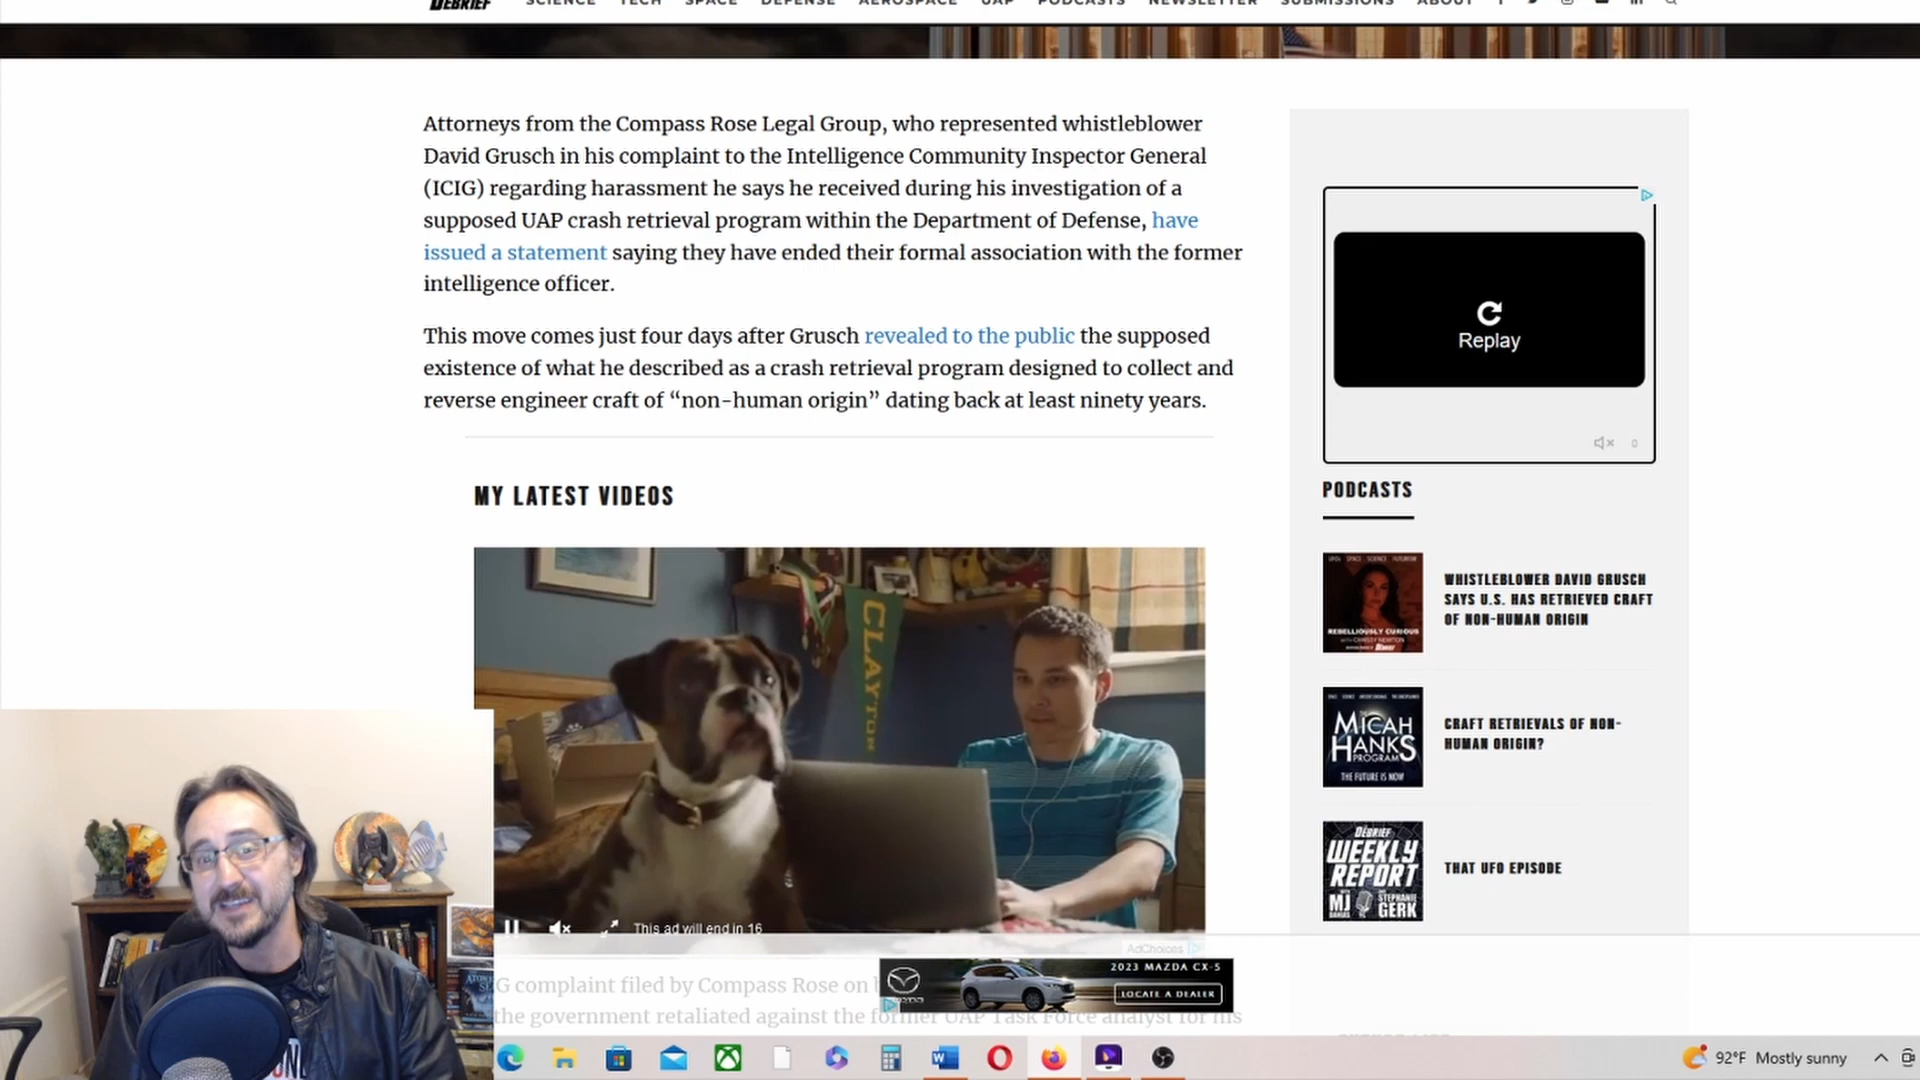 DEBRIEF
SCIENCE TECH SPACE DEFENSE AEROSPACE UAP PODCASTS NEWSLETTER SUBMISSIONS ABOUT
Attorneys from the Compass Rose Legal Group, who represented whistleblower
David Grusch in his complaint to the Intelligence Community Inspector General
(ICIG) regarding harassment he says he received during his investigation of a
supposed UAP crash retrieval program within the Department of Defense, have
issued a statement saying they have ended their formal association with the former
intelligence officer.
This move comes just four days after Grusch revealed to the public the supposed
existence of what he described as a crash retrieval program designed to collect and
reverse engineer craft of “non-human origin” dating back at least ninety years.
MY LATEST VIDEOS
CLAYTON
This ad will end in 16
AdChoices
G complaint filed by Compass Rose on
the government retaliated against the former UAP Task Force analyst for his
2023 MAZDA CX-5
LOCATE A DEALER
Replay
0
PODCASTS
REBELLIOUSLY CURIOUS
WHISTLEBLOWER DAVID GRUSCH
SAYS U.S. HAS RETRIEVED CRAFT
OF NON-HUMAN ORIGIN
MICAH
HANKS
PROGRAM
THE FUTURE IS NOW
CRAFT RETRIEVALS OF NON-
HUMAN ORIGIN?
DEBRIEF
WEEKLY
REPORT
MJ
BANIAS
STEPHANIE
GERK
THAT UFO EPISODE
92°F Mostly sunny